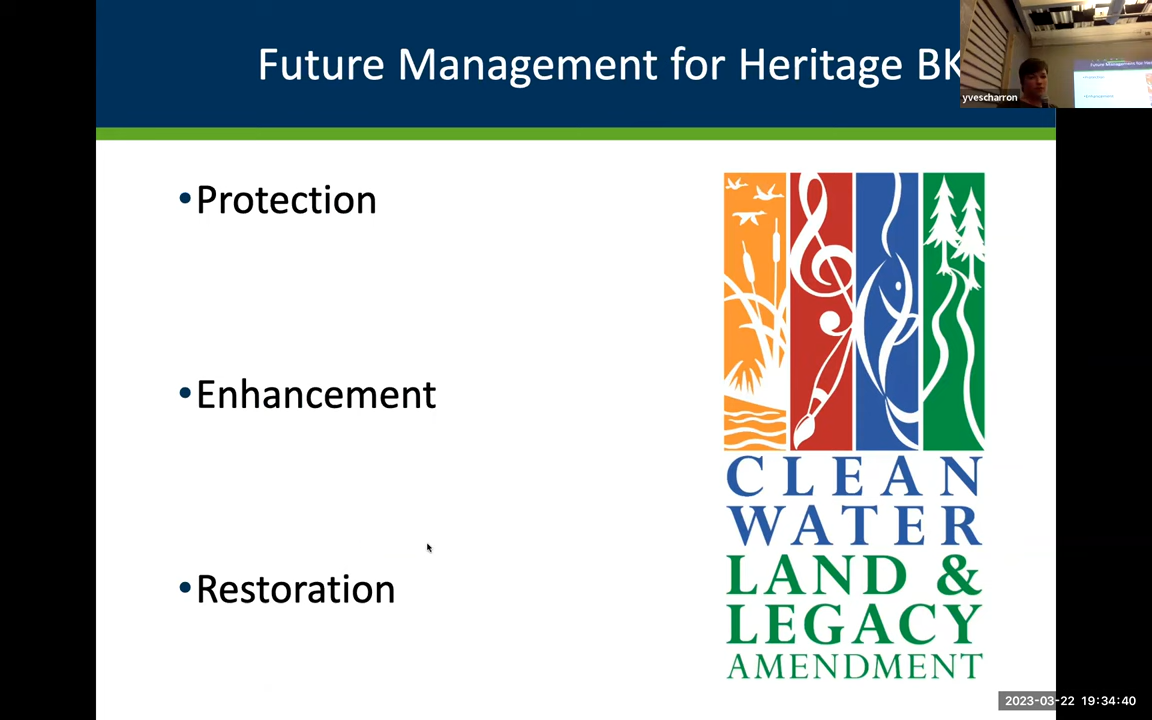 Future Management for Heritage BK
yvescharron
•Protection
•Enhancement
•Restoration
CLEAN
WATER
LAND &
LEGACY
AMENDMENT
2023-03-22 19:34:40